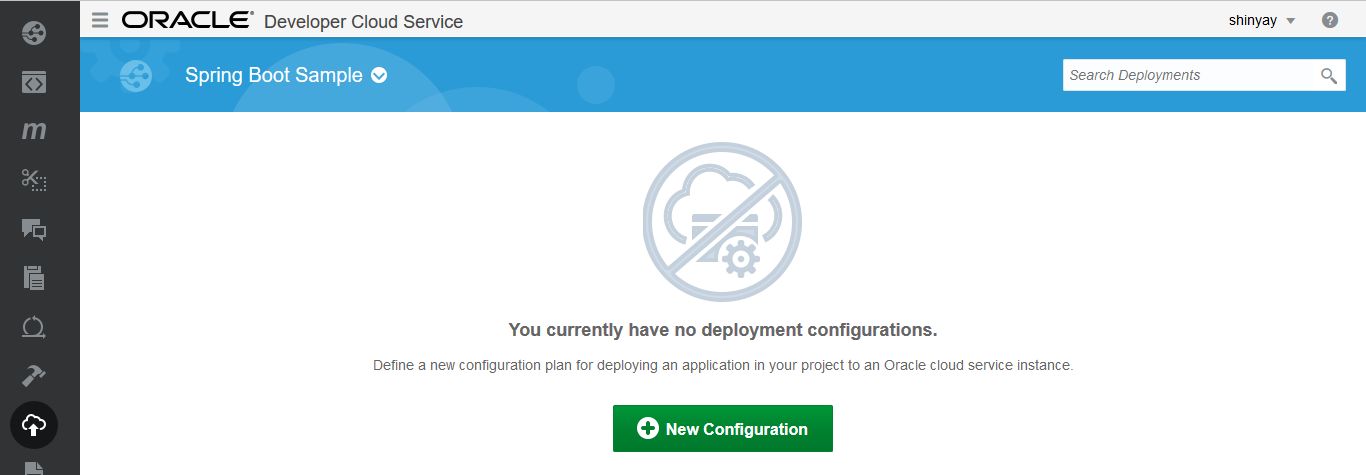 ORACLE® Developer Cloud Service
shinyay
?
m
Spring Boot Sample
Search Deployments
You currently have no deployment configurations.
Define a new configuration plan for deploying an application in your project to an Oracle cloud service instance.
New Configuration